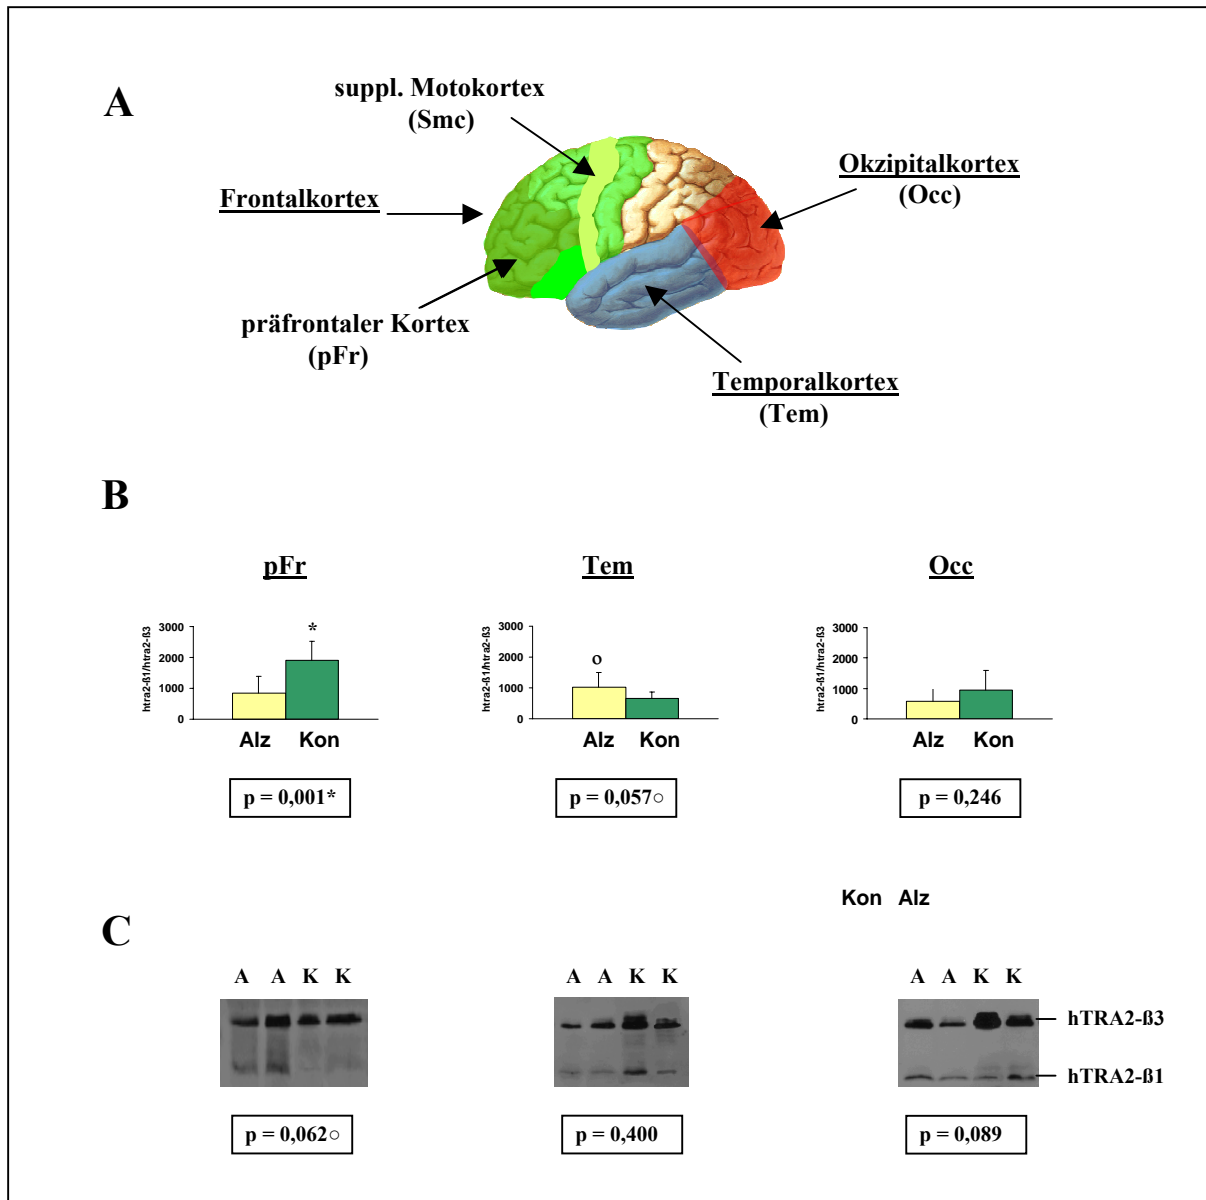 A
suppl. Motokortex
(Smc)
Frontalkortex
Okzipitalkortex
(Occ)
präfrontaler Kortex
(pFr)
Temporalkortex
(Tem)
B
pFr
htra2-ß1/htra2-ß3
3000
2000
1000
0
*
Alz Kon
p = 0,001*
Tem
htra2-ß1/htra2-ß3
3000
2000
1000
0
o
Alz Kon
p = 0,057○
Occ
htra2-ß1/htra2-ß3
3000
2000
1000
0
Alz Kon
p = 0,246
Kon Alz
C
A A K K
p = 0,062○
A A K K
p = 0,400
A A K K
hTRA2-ß3
hTRA2-ß1
p = 0,089